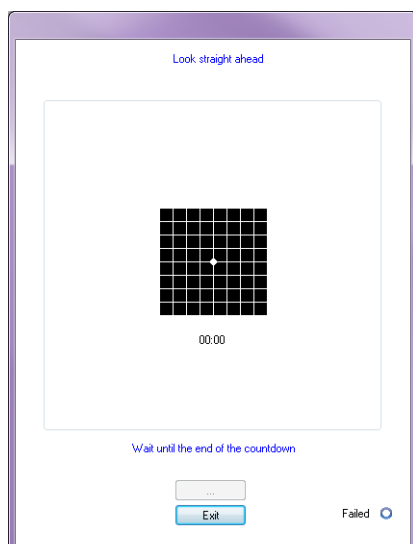 Look straight ahead
00:00
Wait until the end of the countdown
...
Exit
Failed